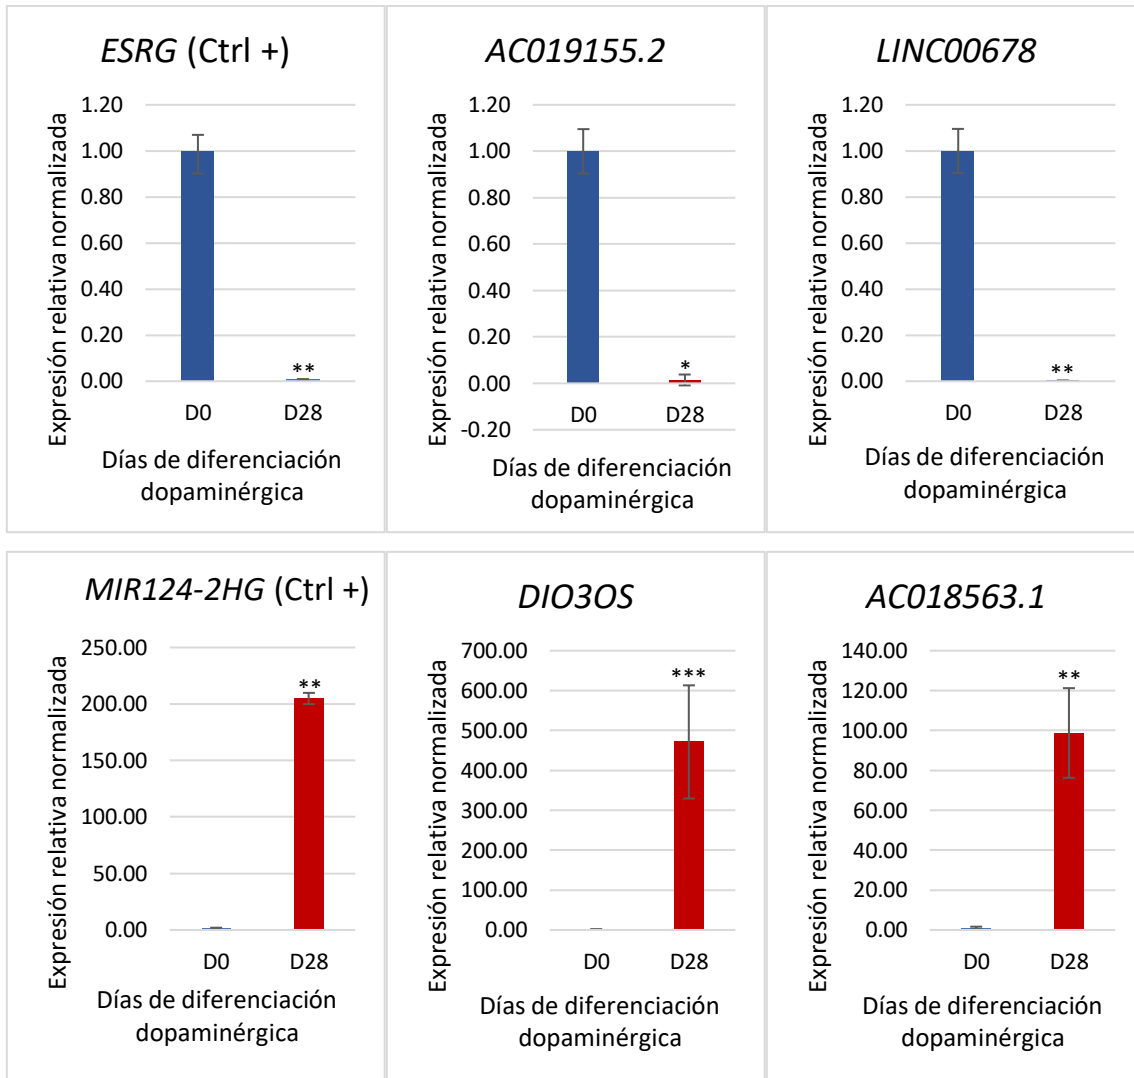 ESRG (Ctrl +)
Expresión relativa normalizada
1.20
1.00
0.80
0.60
0.40
0.20
0.00
**
D0 D28
Días de diferenciación
dopaminérgica
AC019155.2
Expresión relativa normalizada
1.20
1.00
0.80
0.60
0.40
0.20
0.00
-0.20
*
D0 D28
Días de diferenciación
dopaminérgica
LINC00678
Expresión relativa normalizada
1.20
1.00
0.80
0.60
0.40
0.20
0.00
**
D0 D28
Días de diferenciación
dopaminérgica
MIR124-2HG (Ctrl +)
Expresión relativa normalizada
250.00
200.00
150.00
100.00
50.00
0.00
**
D0 D28
Días de diferenciación
dopaminérgica
DIO3OS
Expresión relativa normalizada
700.00
600.00
500.00
400.00
300.00
200.00
100.00
0.00
***
D0 D28
Días de diferenciación
dopaminérgica
AC018563.1
Expresión relativa normalizada
140.00
120.00
100.00
80.00
60.00
40.00
20.00
0.00
**
D0 D28
Días de diferenciación
dopaminérgica